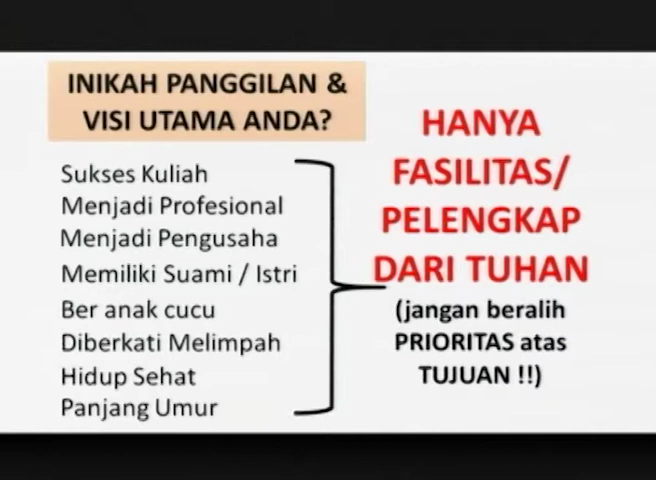 INIKAH PANGGILAN &
VISI UTAMA ANDA?
Sukses Kuliah
Menjadi Profesional
Menjadi Pengusaha
Memiliki Suami / Istri
Ber anak cucu
Diberkati Melimpah
Hidup Sehat
Panjang Umur
HANYA
FASILITAS/
PELENGKAP
DARI TUHAN
(jangan beralih
PRIORITAS atas
TUJUAN !!)